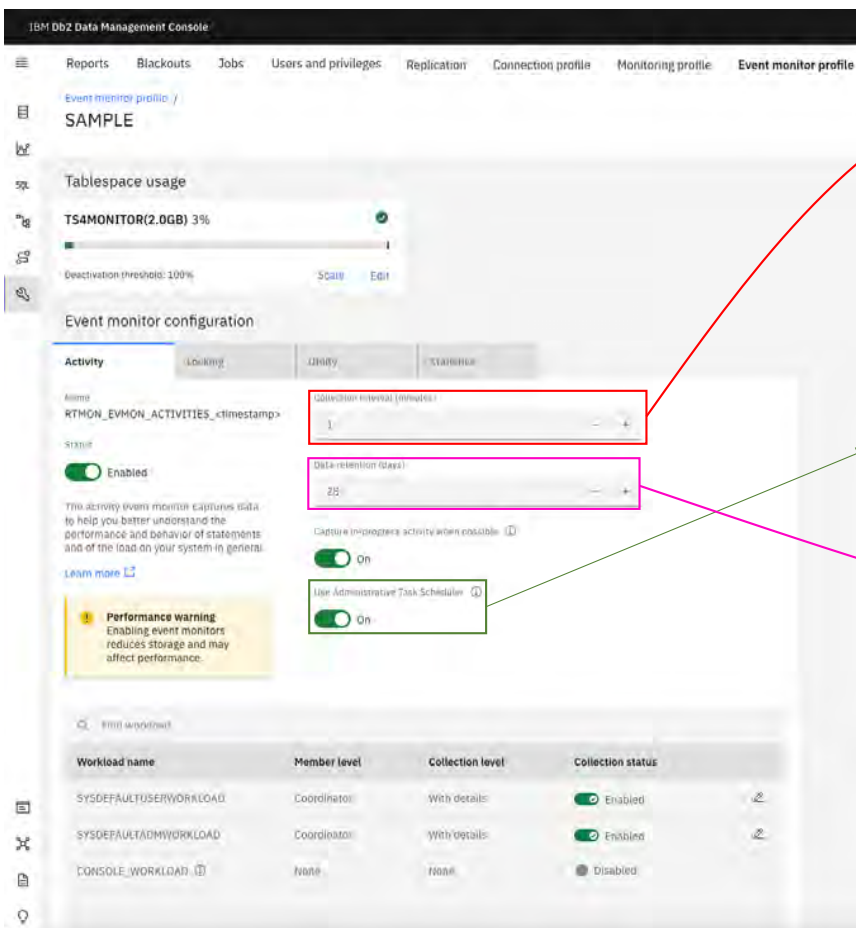 IBM Db2 Data Management Console
Reports Blackouts Jobs Users and privileges Replication Connection profile Monitoring profile Event monitor profile
Event monitor profile /
SAMPLE
Tablespace usage
TS4MONITOR(2.0GB) 3%
Deactivation threshold: 100% Scale Edit
Event monitor configuration
Activity Locking Utility Statistics
Name
RTMON_EVMON_ACTIVITIES_<timestamp>
Status
Enabled
The activity event monitor captures data
to help you better understand the
performance and behavior of statements
and of the load on your system in general.
Learn more
Performance warning
Enabling event monitors
reduces storage and may
affect performance.
Collection interval (minutes)
1 − +
Data retention (days)
28 − +
Capture in-progress activity when possible
On
Use Administrative Task Scheduler
On
Find workload
Workload name Member level Collection level Collection status
SYSDEFAULTUSERWORKLOAD Coordinator With details Enabled
SYSDEFAULTADMWORKLOAD Coordinator With details Enabled
CONSOLE_WORKLOAD None None Disabled